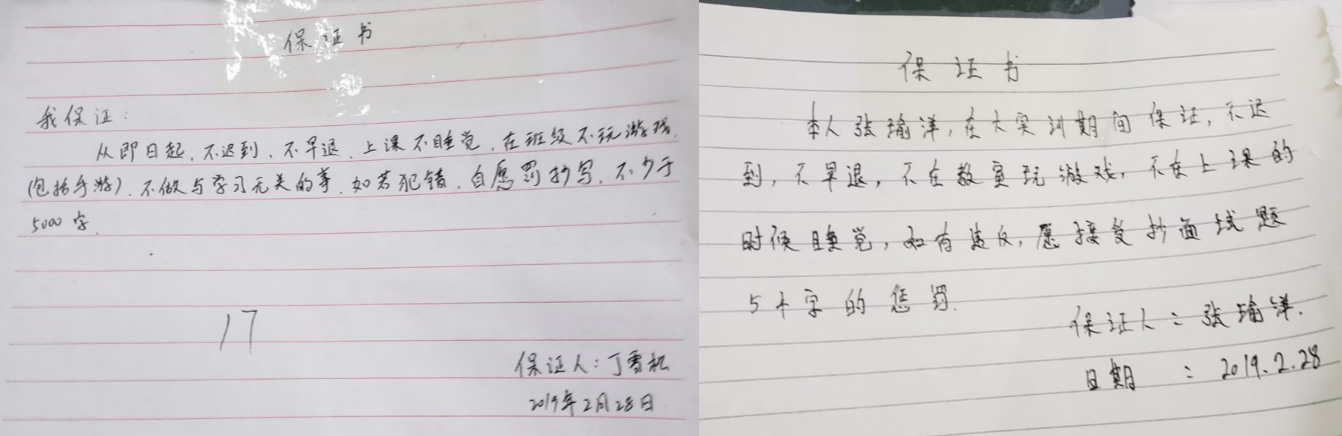 保证书
我保证:
从即日起,不迟到,不早退,上课不睡觉,在班级不玩游戏,
(包括手游),不做与学习无关的事,如若犯错,自愿罚抄写,不少于
5000字.
17
保证人:丁雪松
2019年2月28日
保证书
本人张瑜洋,在大实训期间保证,不迟
到,不早退,不在教室玩游戏,不在上课的
时候睡觉,如有违反,愿接受抄面试题
5千字的惩罚.
保证人:张瑜洋.
日期:2019.2.28